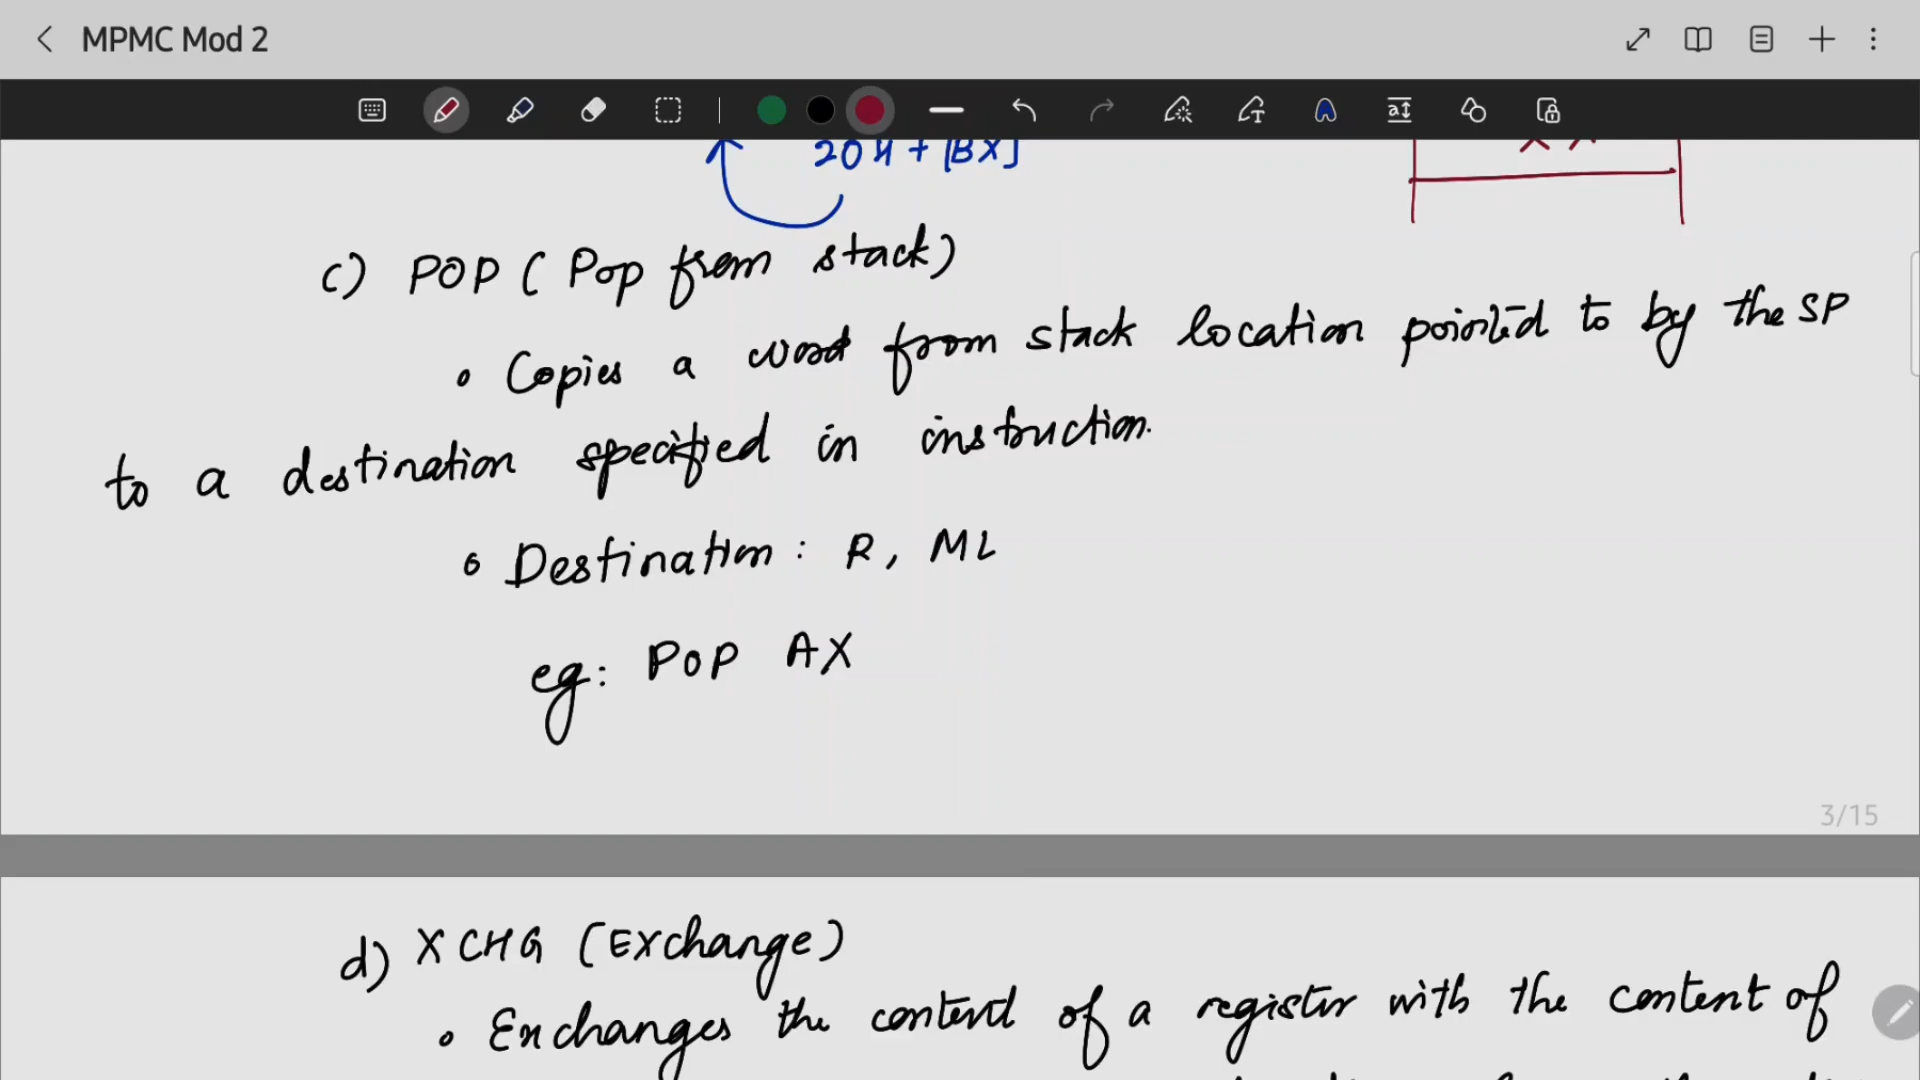 MPMC Mod 2
20H + [BX]
X X
c) POP ( Pop from stack)
• Copies a word from stack location pointed to by the SP
to a destination specified in instruction.
• Destination : R, ML
eg: POP AX
3/15
d) XCHG (Exchange)
• Exchanges the content of a register with the content of